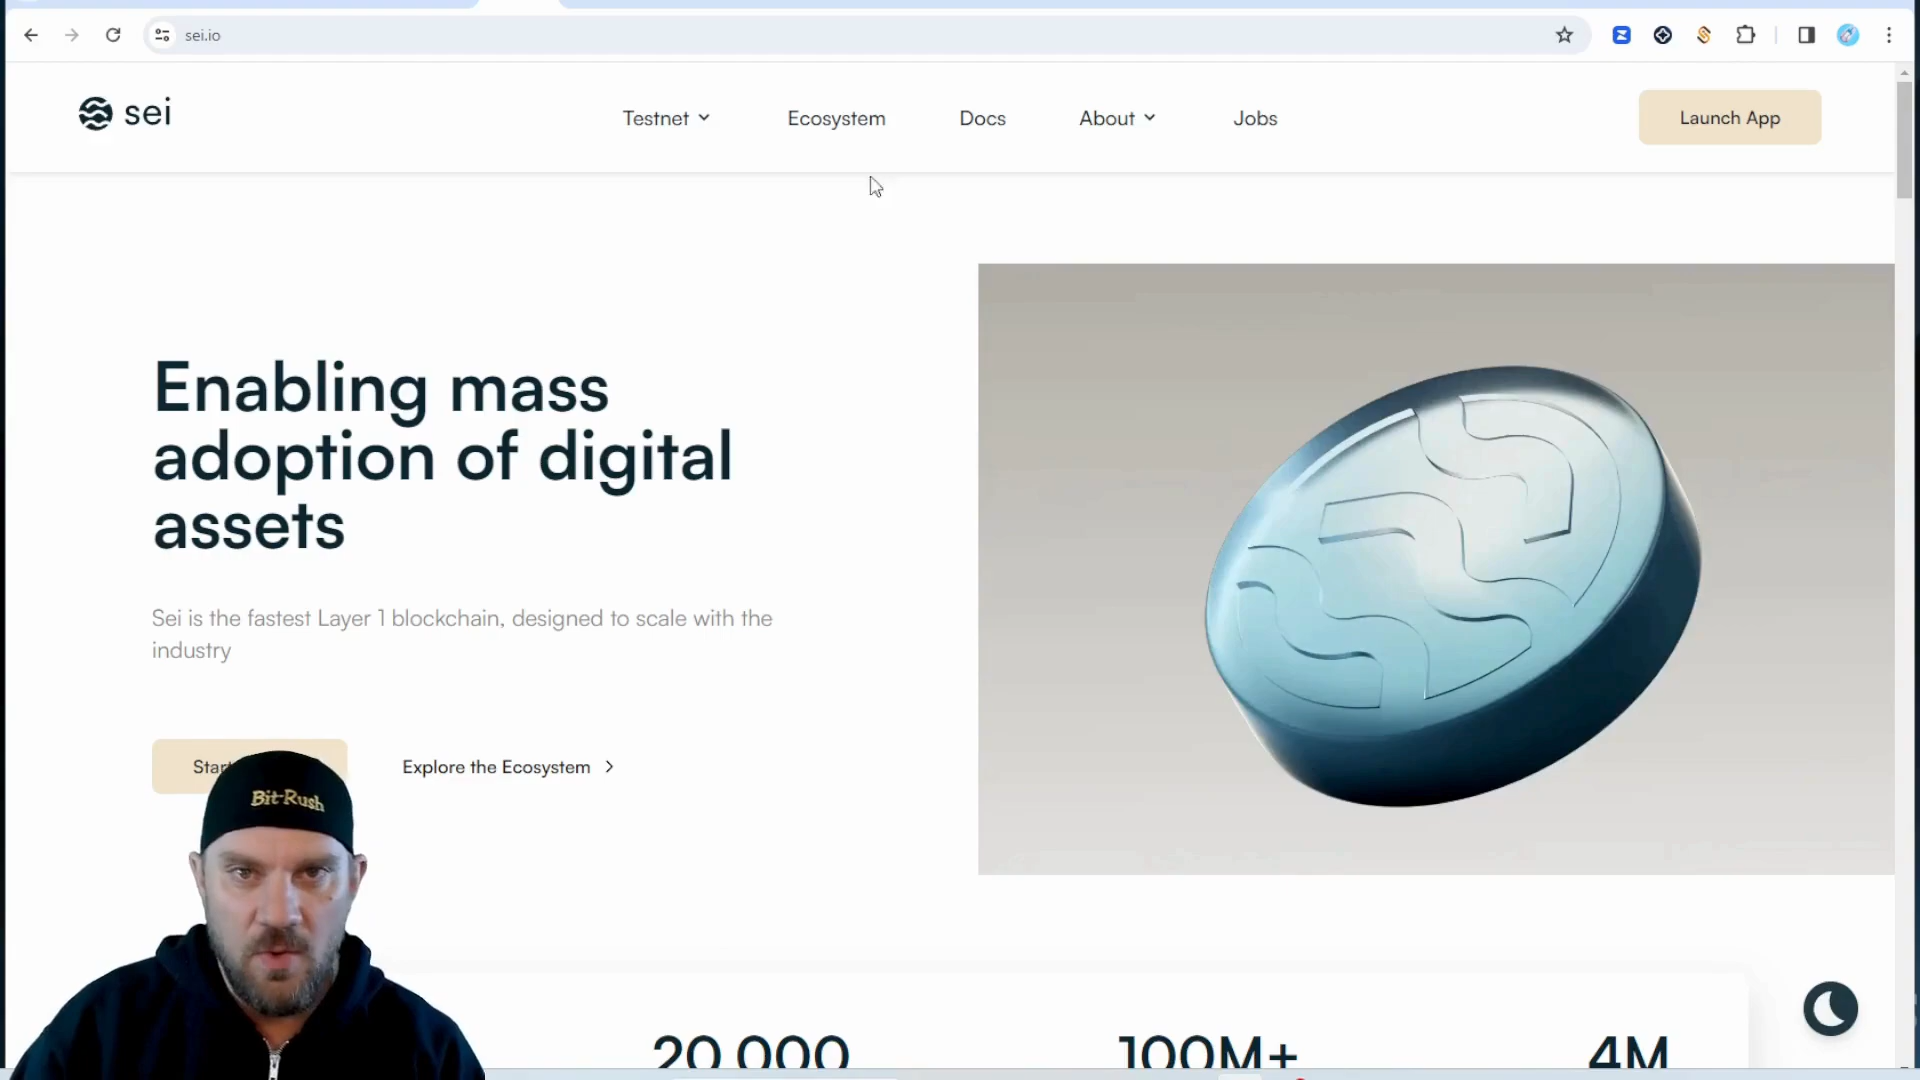 sei.io
sei
Testnet
Ecosystem
Docs
About
Jobs
Launch App
Enabling mass
adoption of digital
assets
Sei is the fastest Layer 1 blockchain, designed to scale with the
industry
Explore the Ecosystem
Bit-Rush
20,000
100M+
4M